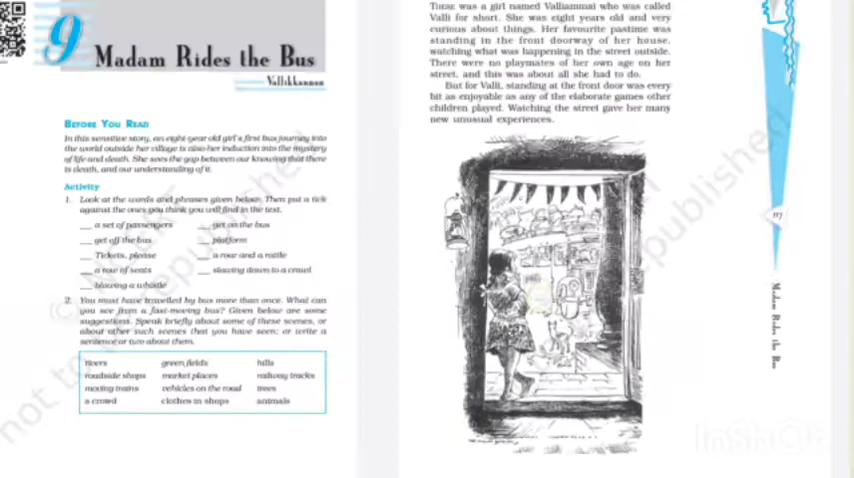 9
Madam Rides the Bus
Vallikkannan
BEFORE YOU READ
In this sensitive story, an eight-year old girl's first bus journey into
the world outside her village is also her induction into the mystery
of life and death. She sees the gap between our knowing that there
is death, and our understanding of it.
Activity
1. Look at the words and phrases given below. Then put a tick
against the ones you think you will find in the text.
__ a set of passengers __ get on the bus
__ get off the bus __ platform
__ Tickets, please __ a roar and a rattle
__ a row of seats __ slowing down to a crawl
__ blowing a whistle
2. You must have travelled by bus more than once. What can
you see from a fast-moving bus? Given below are some
suggestions. Speak briefly about some of these scenes, or
about other such scenes that you have seen; or write a
sentence or two about them.
rivers green fields hills
roadside shops market places railway tracks
moving trains vehicles on the road trees
a crowd clothes in shops animals
THERE was a girl named Valliammai who was called
Valli for short. She was eight years old and very
curious about things. Her favourite pastime was
standing in the front doorway of her house,
watching what was happening in the street outside.
There were no playmates of her own age on her
street, and this was about all she had to do.
But for Valli, standing at the front door was every
bit as enjoyable as any of the elaborate games other
children played. Watching the street gave her many
new unusual experiences.
117
Madam Rides the Bus
not to republished
republished
InShOt